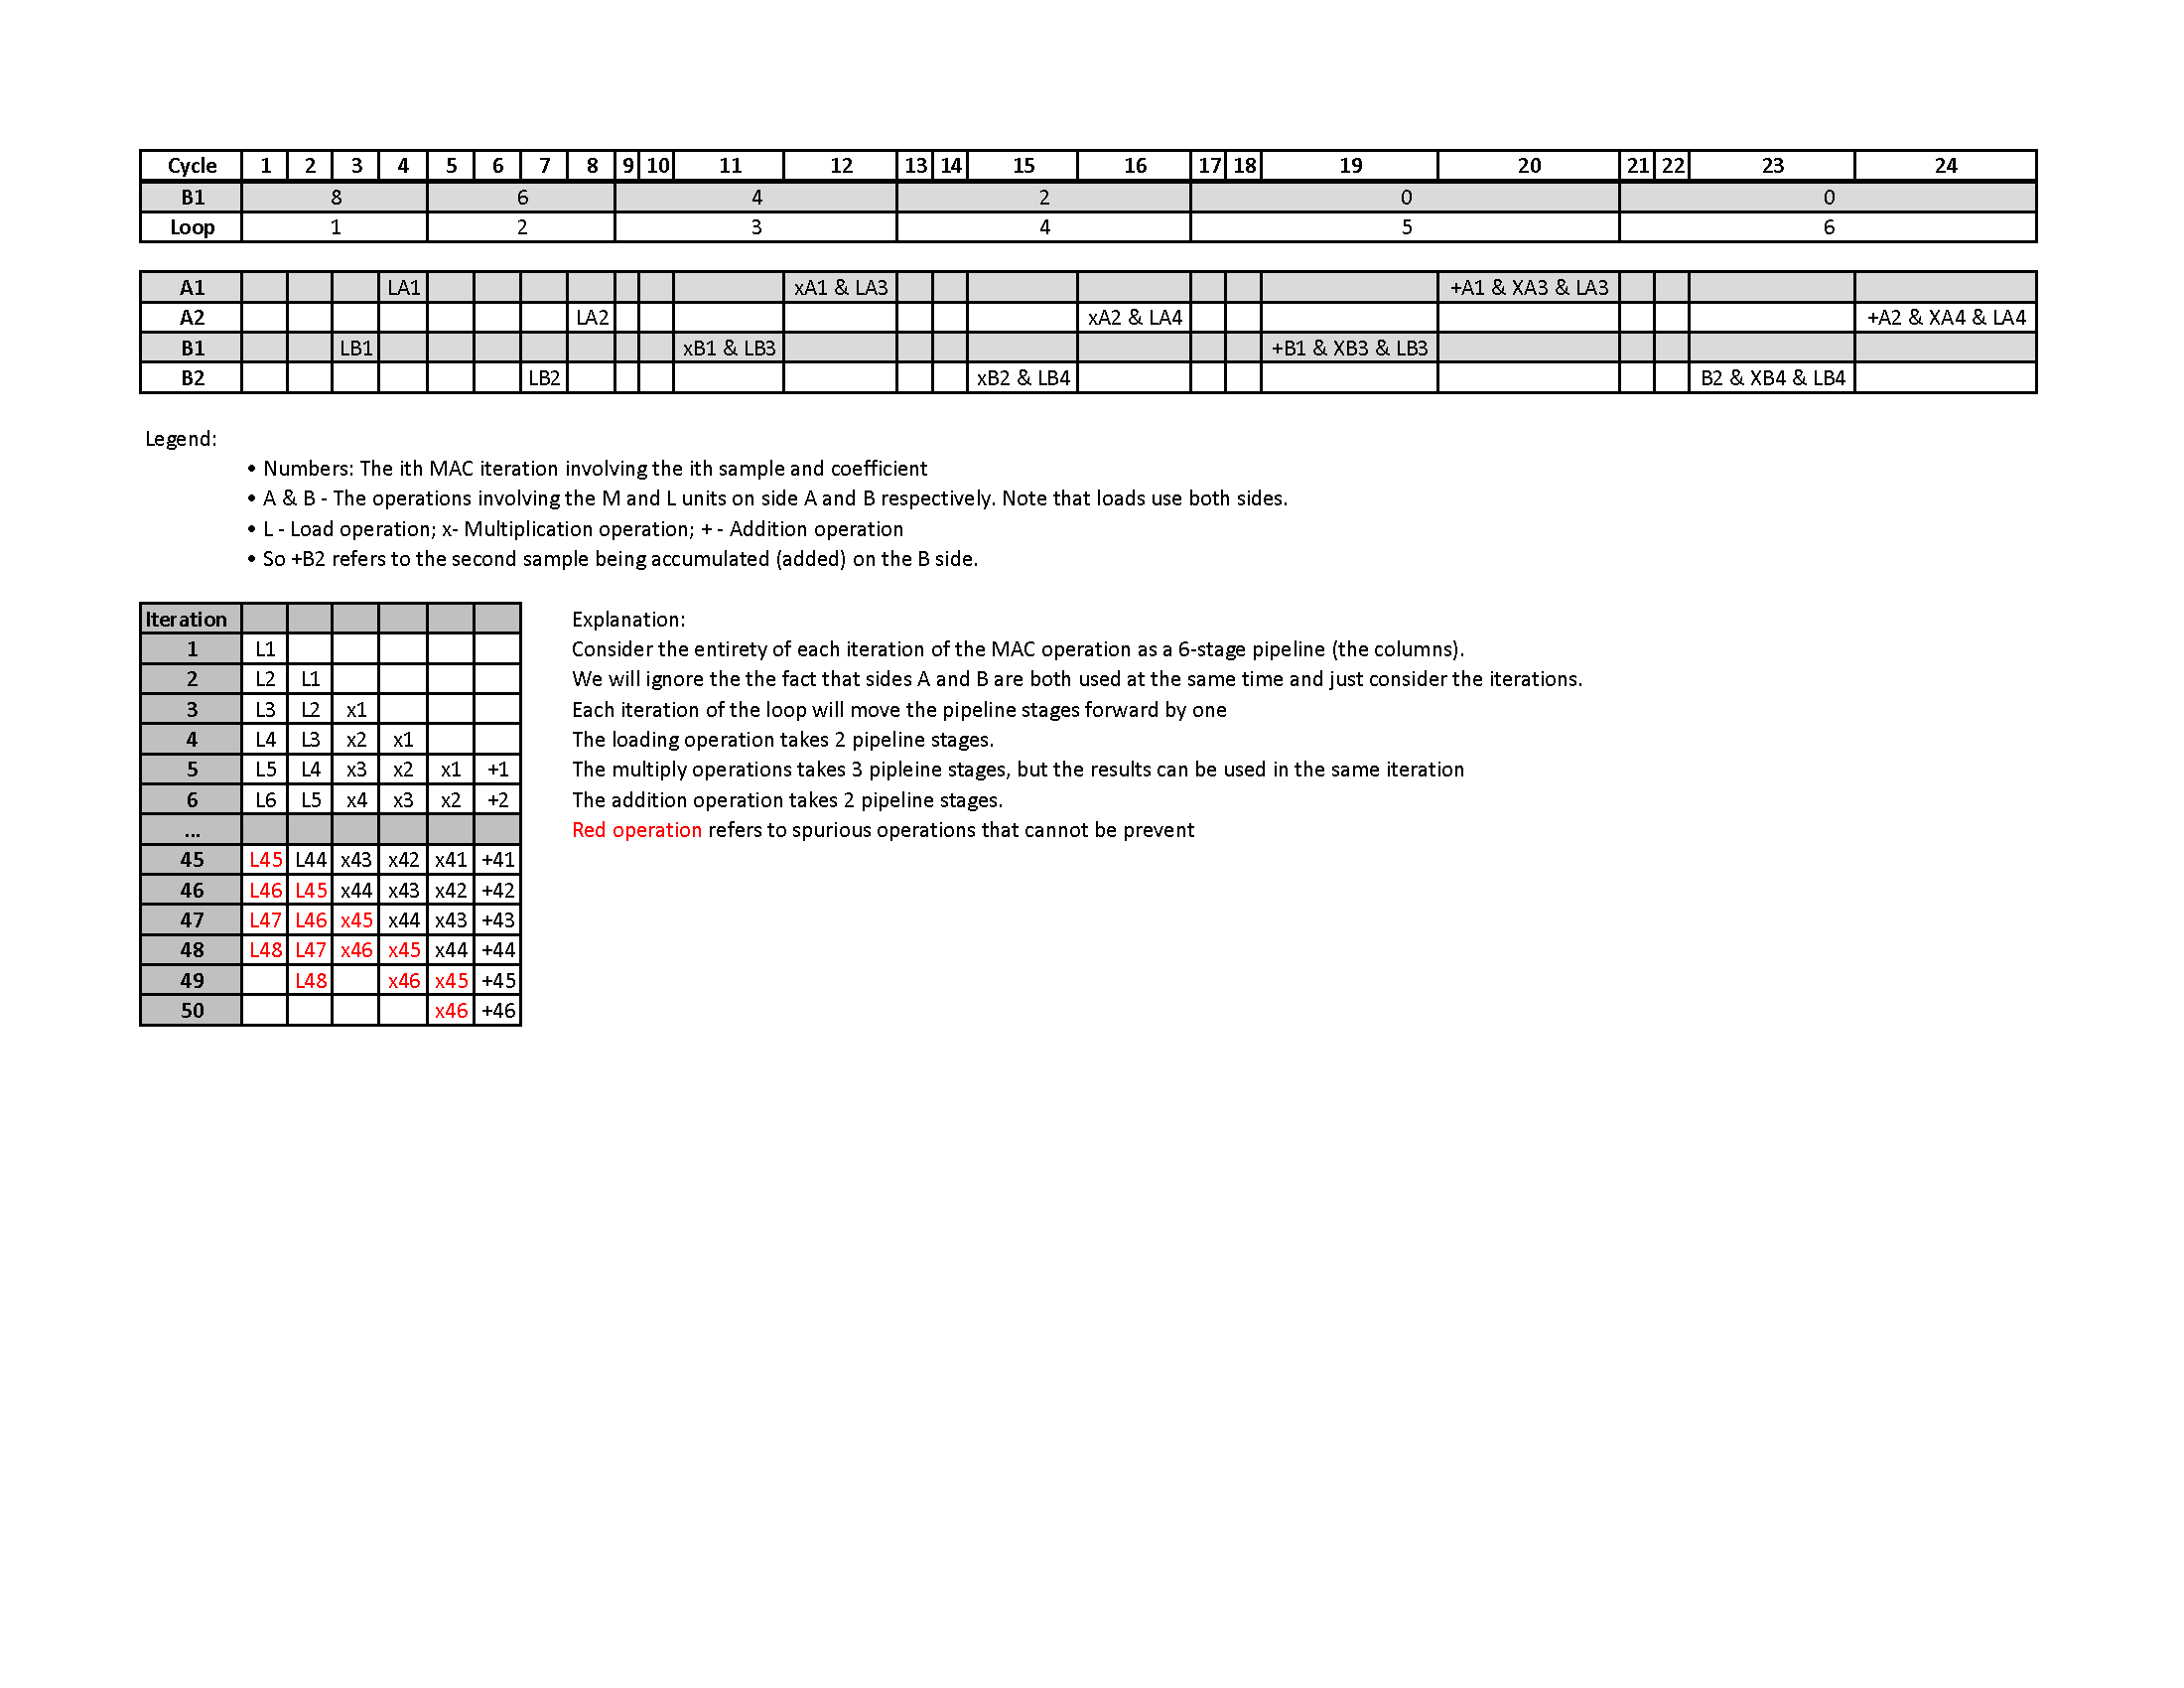 Cycle 1 2 3 4 5 6 7 8 9 10 11 12 13 14 15 16 17 18 19 20 21 22 23 24
B1 8 6 4 2 0 0
Loop 1 2 3 4 5 6
A1 LA1 xA1 & LA3 +A1 & XA3 & LA3
A2 LA2 xA2 & LA4 +A2 & XA4 & LA4
B1 LB1 xB1 & LB3 +B1 & XB3 & LB3
B2 LB2 xB2 & LB4 B2 & XB4 & LB4
Legend:
• Numbers: The ith MAC iteration involving the ith sample and coefficient
• A & B - The operations involving the M and L units on side A and B respectively. Note that loads use both sides.
• L - Load operation; x- Multiplication operation; + - Addition operation
• So +B2 refers to the second sample being accumulated (added) on the B side.
Iteration
1 L1
2 L2 L1
3 L3 L2 x1
4 L4 L3 x2 x1
5 L5 L4 x3 x2 x1 +1
6 L6 L5 x4 x3 x2 +2
...
45 L45 L44 x43 x42 x41 +41
46 L46 L45 x44 x43 x42 +42
47 L47 L46 x45 x44 x43 +43
48 L48 L47 x46 x45 x44 +44
49 L48 x46 x45 +45
50 x46 +46
Explanation:
Consider the entirety of each iteration of the MAC operation as a 6-stage pipeline (the columns).
We will ignore the the fact that sides A and B are both used at the same time and just consider the iterations.
Each iteration of the loop will move the pipeline stages forward by one
The loading operation takes 2 pipeline stages.
The multiply operations takes 3 pipleine stages, but the results can be used in the same iteration
The addition operation takes 2 pipeline stages.
Red operation refers to spurious operations that cannot be prevent